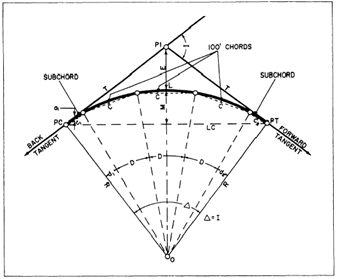 PI
I
100' CHORDS
SUBCHORD
SUBCHORD
T
E
T
L
C
C
C
M
PC
LC
PT
BACK
TANGENT
FORWARD
TANGENT
D
D
D
R
R
Δ
Δ = I
O